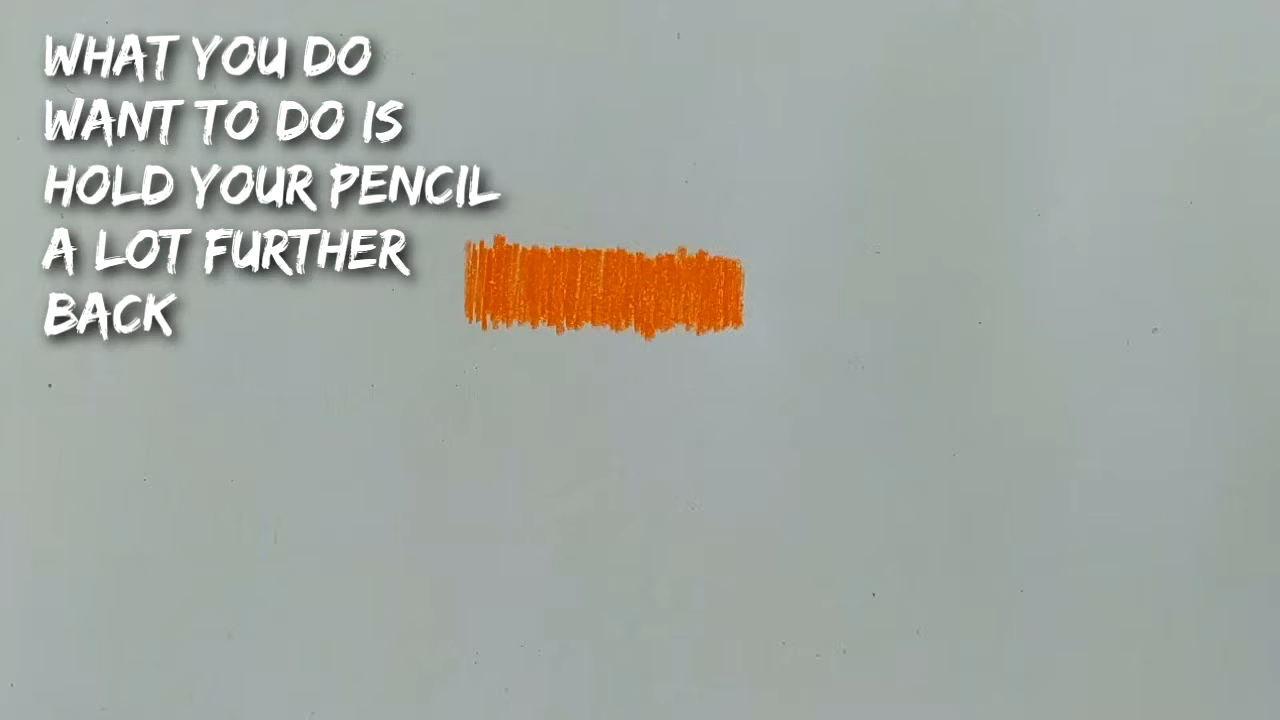 WHAT YOU DO
WANT TO DO IS
HOLD YOUR PENCIL
A LOT FURTHER
BACK